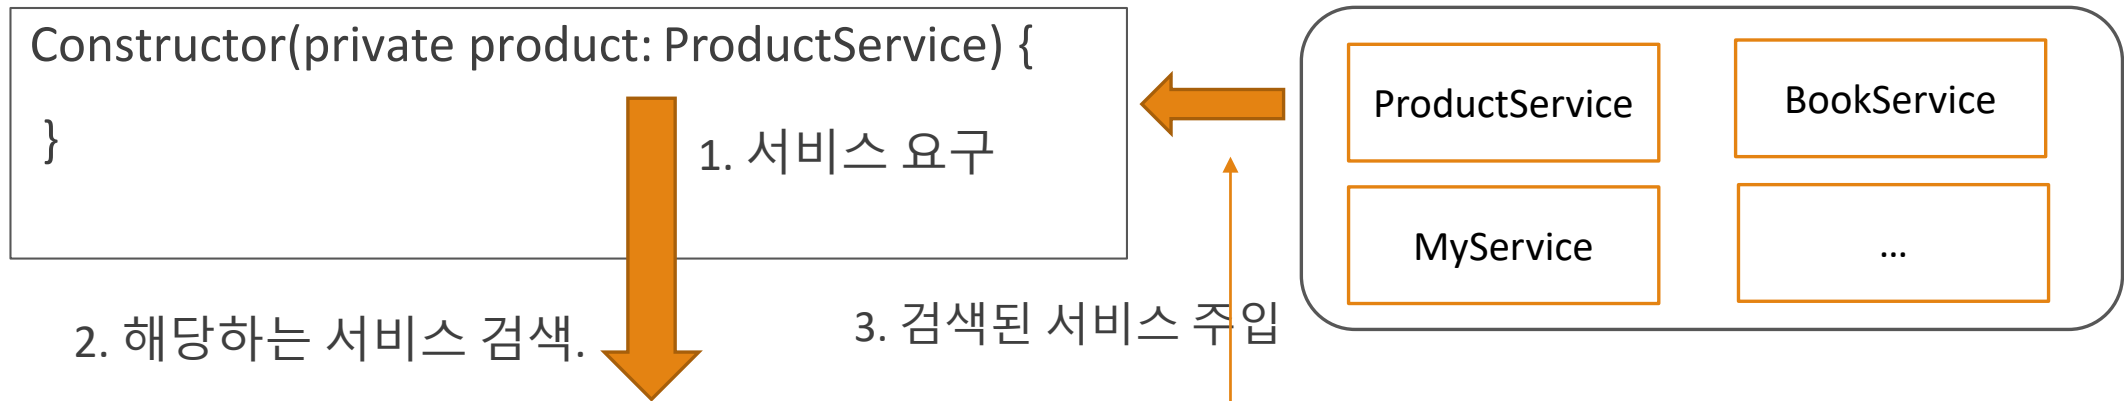 Constructor(private product: ProductService) {
}
1. 서비스 요구
2. 해당하는 서비스 검색.
3. 검색된 서비스 주입
ProductService
BookService
MyService
...